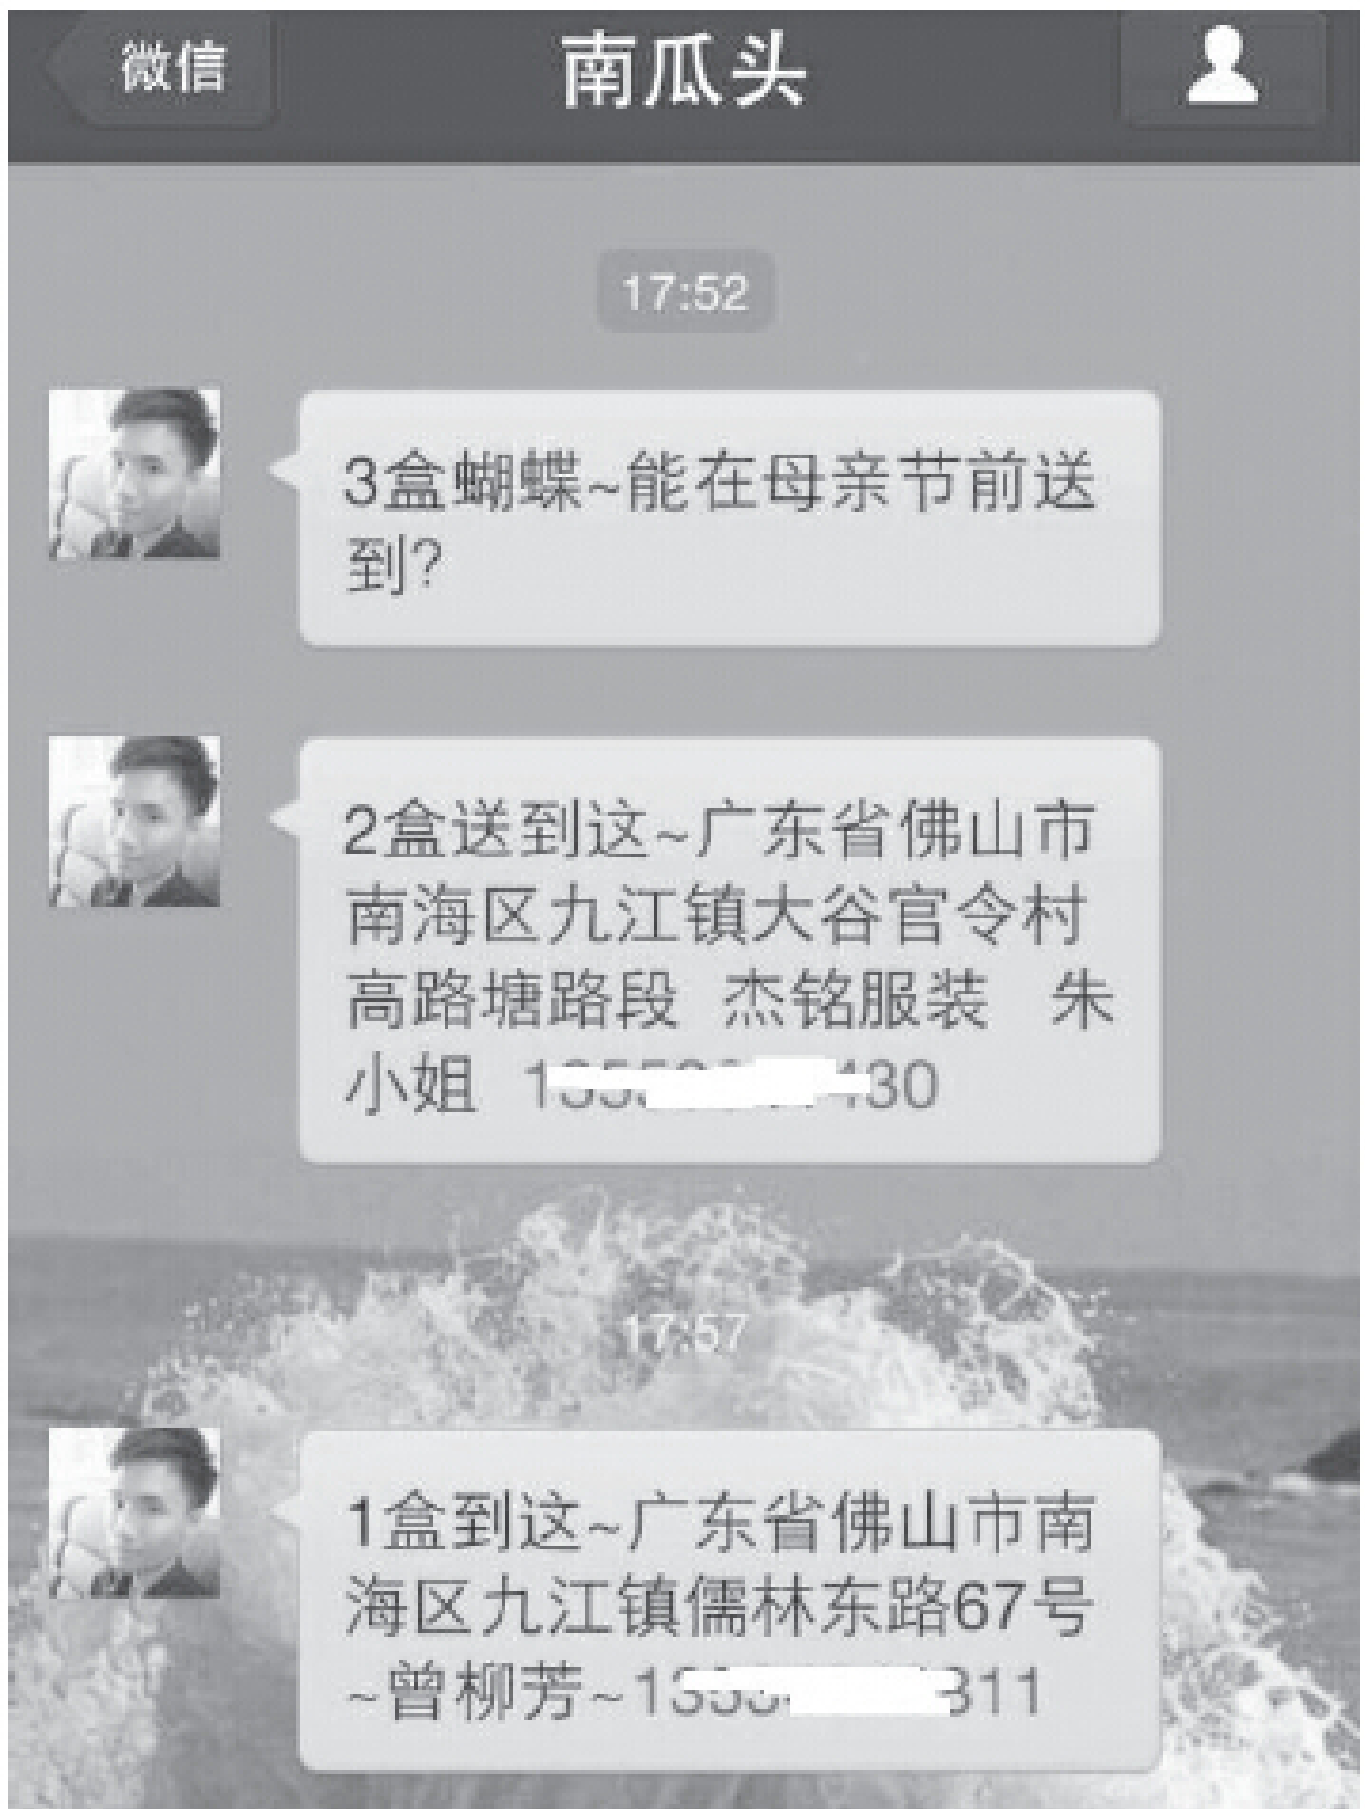 微信
南瓜头
17:52
3盒蝴蝶~能在母亲节前送
到?
2盒送到这~广东省佛山市
南海区九江镇大谷官令村
高路塘路段 杰铭服装 朱
小姐
17:57
1盒到这~广东省佛山市南
海区九江镇儒林东路67号
~曾柳芳~